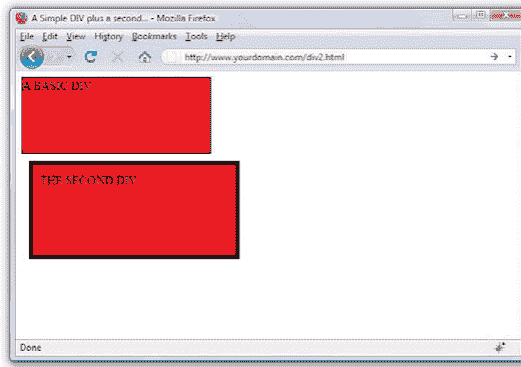 A Simple DIV plus a second... - Mozilla Firefox
File Edit View History Bookmarks Tools Help
http://www.yourdomain.com/div2.html
A BASIC DIV
THE SECOND DIV
Done